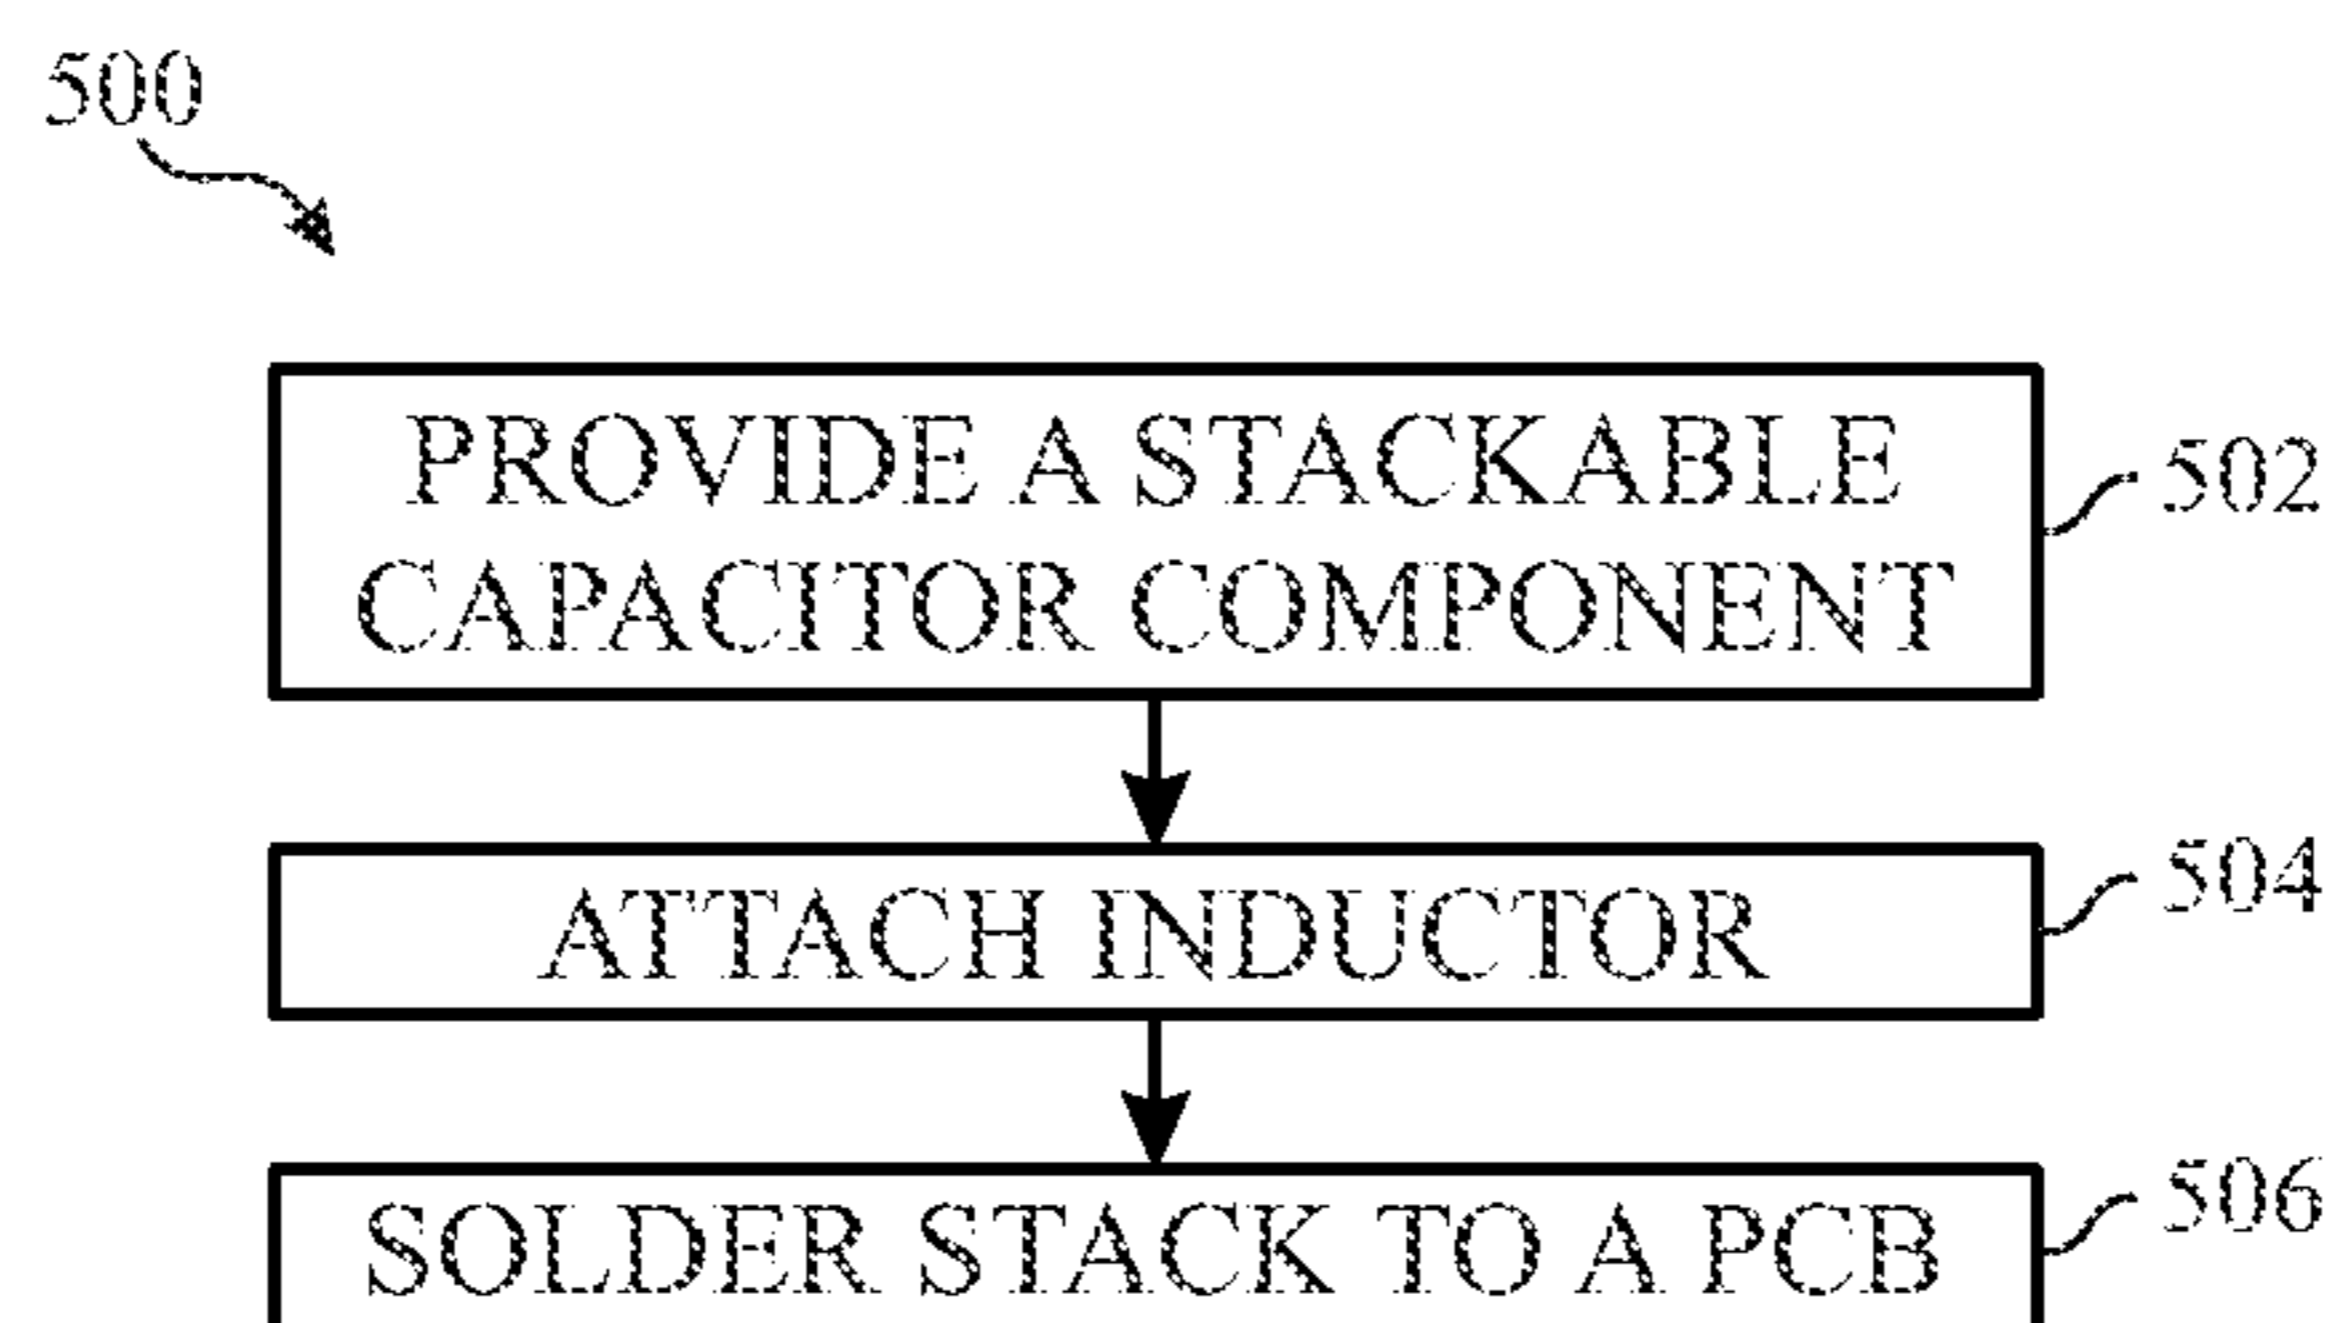 500
PROVIDE A STACKABLE
CAPACITOR COMPONENT
502
ATTACH INDUCTOR
504
SOLDER STACK TO A PCB
506